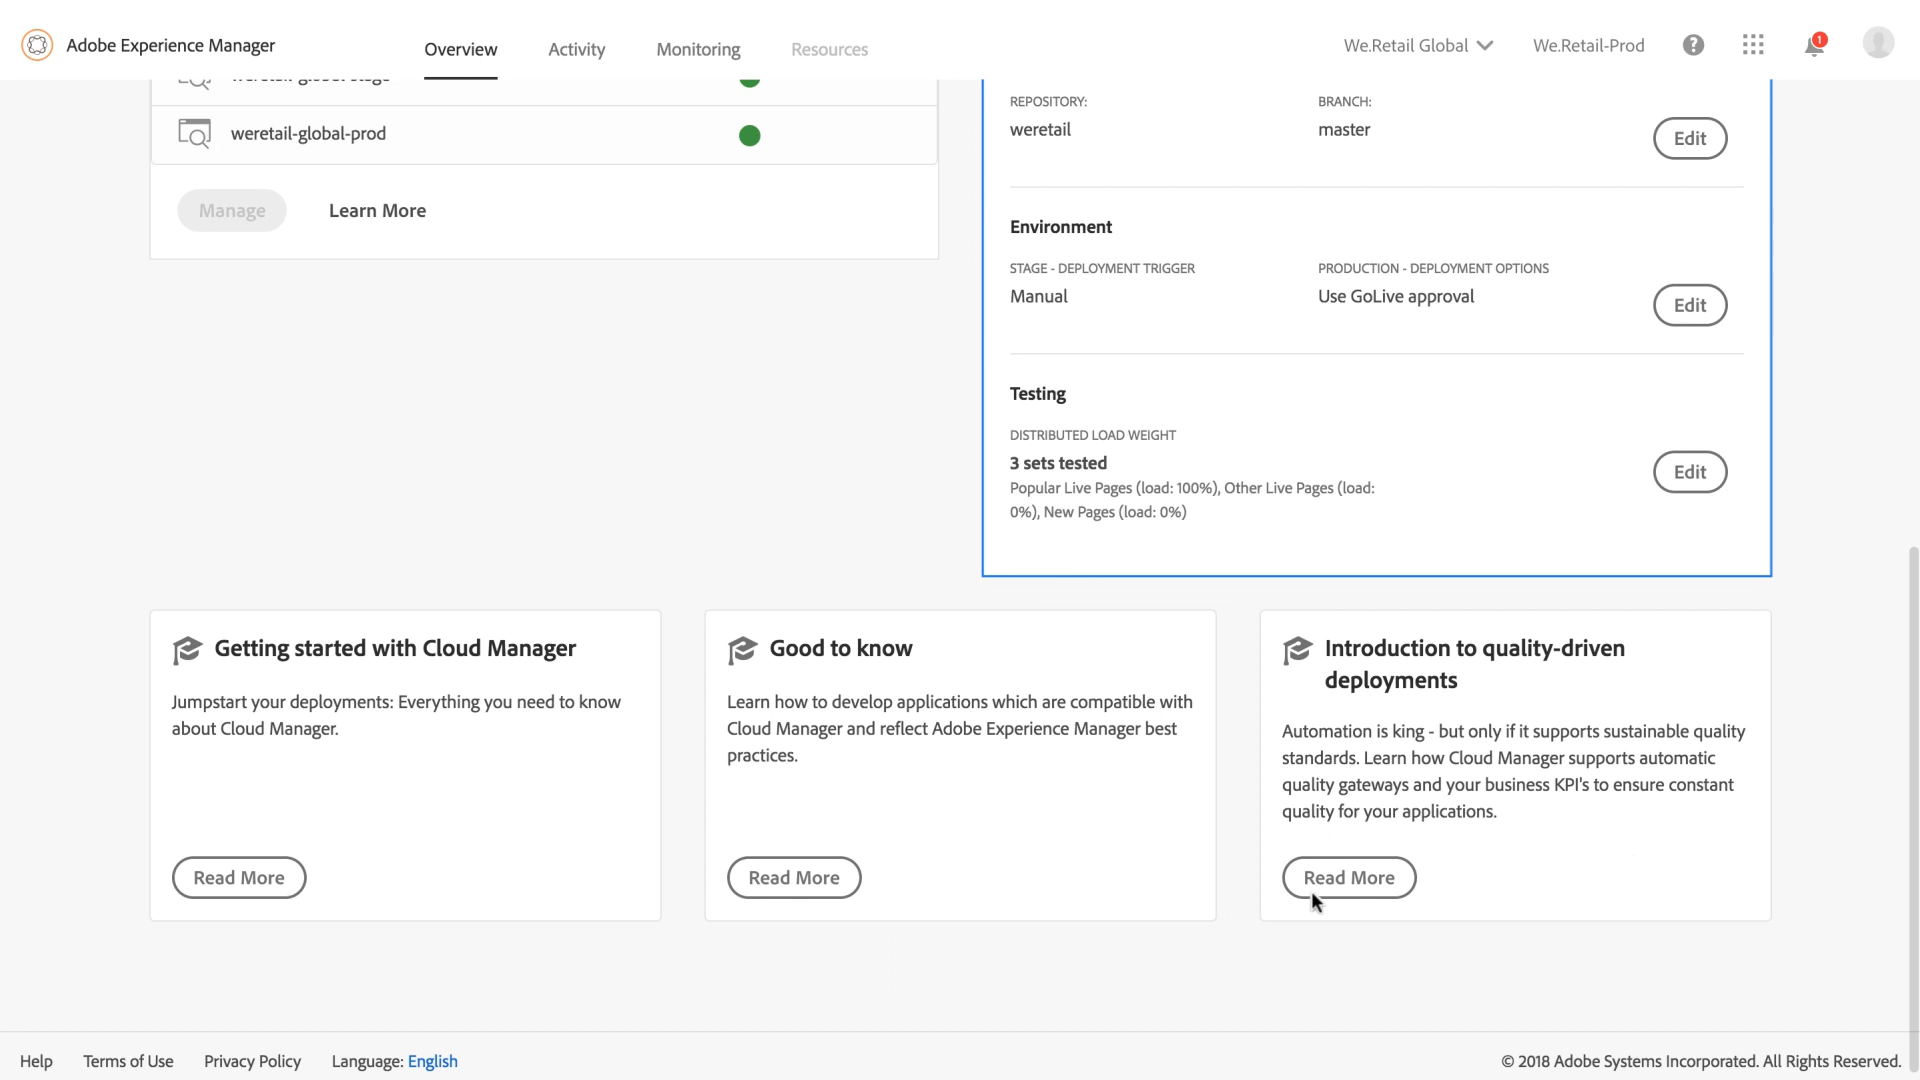 Adobe Experience Manager
Overview
Activity
Monitoring
Resources
We.Retail Global
We.Retail-Prod
1
weretail-global-stage
weretail-global-prod
Manage
Learn More
REPOSITORY:
weretail
BRANCH:
master
Edit
Environment
STAGE - DEPLOYMENT TRIGGER
Manual
PRODUCTION - DEPLOYMENT OPTIONS
Use GoLive approval
Edit
Testing
DISTRIBUTED LOAD WEIGHT
3 sets tested
Popular Live Pages (load: 100%), Other Live Pages (load:
0%), New Pages (load: 0%)
Edit
Getting started with Cloud Manager
Jumpstart your deployments: Everything you need to know
about Cloud Manager.
Read More
Good to know
Learn how to develop applications which are compatible with
Cloud Manager and reflect Adobe Experience Manager best
practices.
Read More
Introduction to quality-driven
deployments
Automation is king - but only if it supports sustainable quality
standards. Learn how Cloud Manager supports automatic
quality gateways and your business KPI's to ensure constant
quality for your applications.
Read More
Help
Terms of Use
Privacy Policy
Language: English
© 2018 Adobe Systems Incorporated. All Rights Reserved.